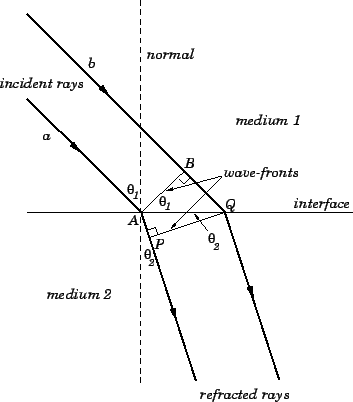 normal
b
incident rays
medium 1
a
B
wave-fronts
θ1
θ1
Q
interface
A
P
θ2
θ2
medium 2
refracted rays